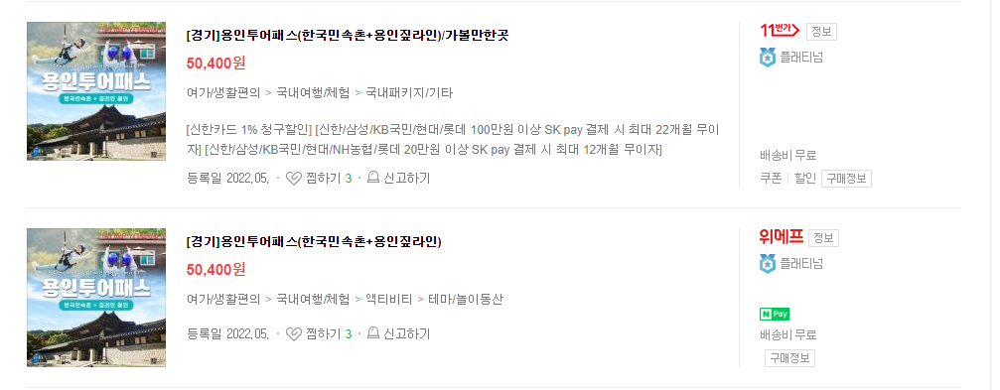 [경기]용인투어패스(한국민속촌+용인짚라인)/가볼만한곳
50,400원
여가/생활편의 > 국내여행/체험 > 국내패키지/기타
[신한카드 1% 청구할인] [신한/삼성/KB국민/현대/롯데 100만원 이상 SK pay 결제 시 최대 22개월 무이
자] [신한/삼성/KB국민/현대/NH농협/롯데 20만원 이상 SK pay 결제 시 최대 12개월 무이자]
등록일 2022.05. · 찜하기 3 · 신고하기
용인투어패스
한국민속촌 + 짚라인 용인
11번가 정보
플래티넘
배송비 무료
쿠폰 | 할인 구매정보
[경기]용인투어패스(한국민속촌+용인짚라인)
50,400원
여가/생활편의 > 국내여행/체험 > 액티비티 > 테마/놀이동산
등록일 2022.05. · 찜하기 3 · 신고하기
용인투어패스
한국민속촌 + 짚라인 용인
위메프 정보
플래티넘
N Pay
배송비 무료
구매정보